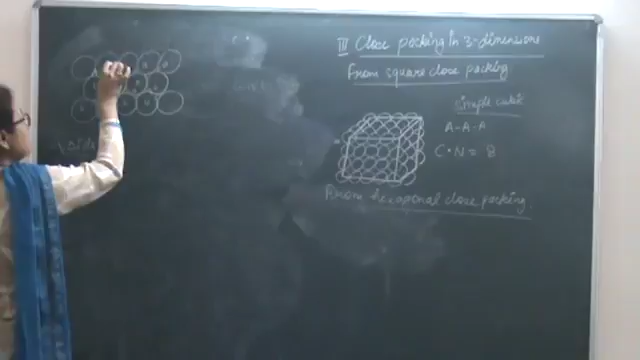 III Close packing in 3-dimensions
From square close packing
Simple cubic
A-A-A
C.N = 8
From hexagonal close packing.